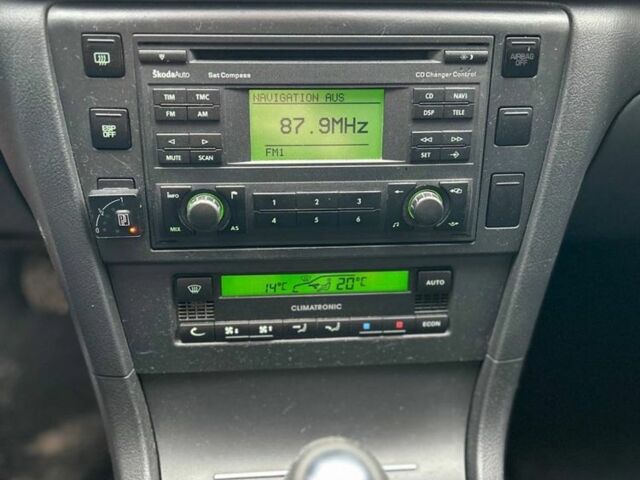 ŠkodaAuto Sat Compass CD Changer Control
AIRBAG OFF
TIM TMC
FM AM
MUTE SCAN
NAVIGATION AUS
87.9MHz
FM1
CD NAVI
DSP TELE
SET
ESP OFF
INFO
MIX AS
1 2 3
4 5 6
0
14°C 20°C
AUTO
CLIMATRONIC
ECON